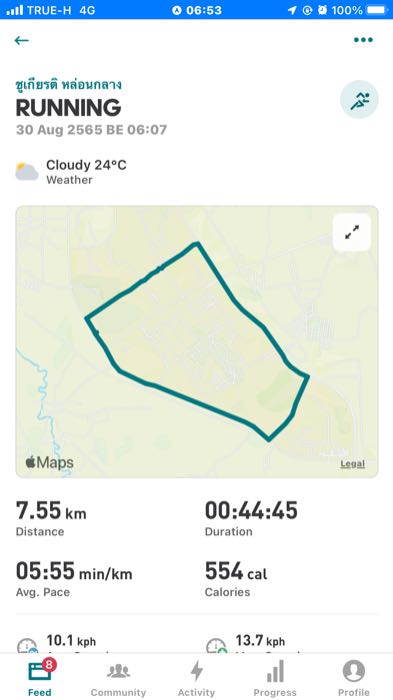 TRUE-H 4G 06:53 100%
ชูเกียรติ หล่อนกลาง
RUNNING
30 Aug 2565 BE 06:07
Cloudy 24°C
Weather
Maps
Legal
7.55 km 00:44:45
Distance Duration
05:55 min/km 554 cal
Avg. Pace Calories
10.1 kph 13.7 kph
8
Feed Community Activity Progress Profile